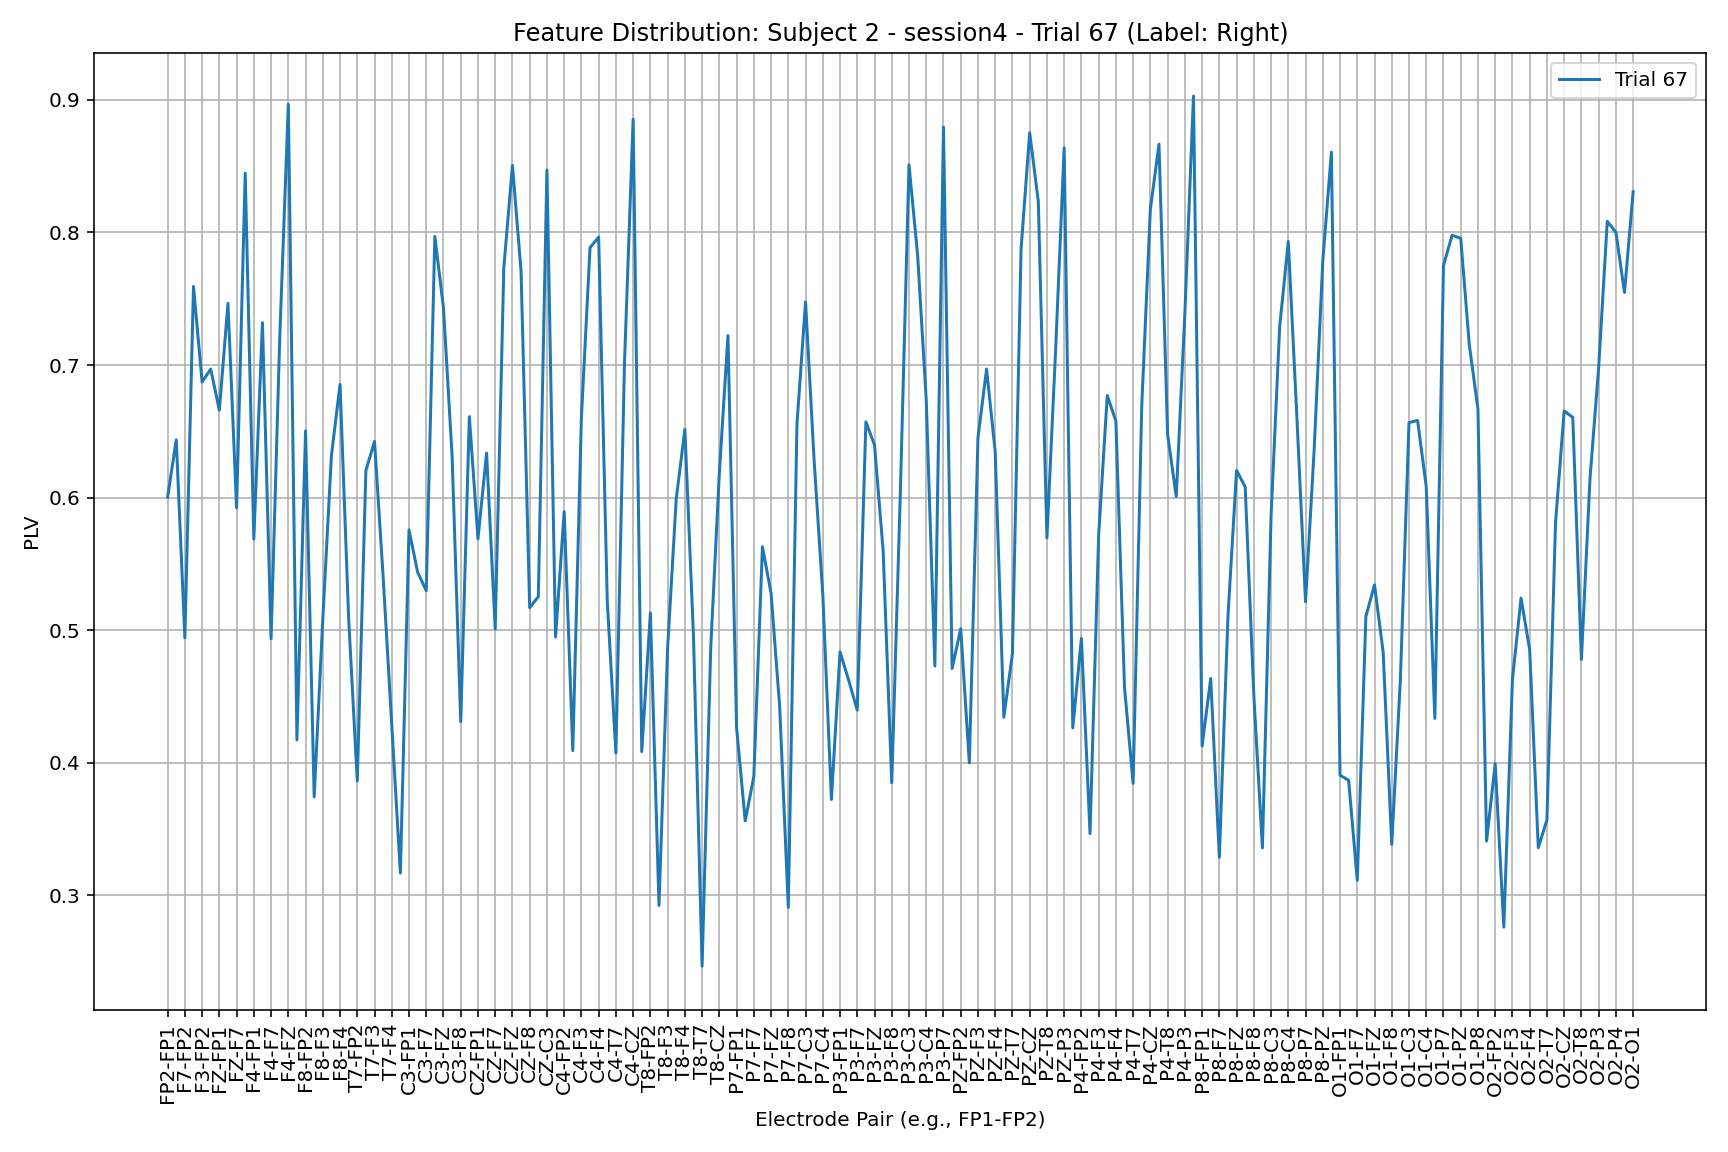 Feature Distribution: Subject 2 - session4 - Trial 67 (Label: Right)
Trial 67
PLV
0.9
0.8
0.7
0.6
0.5
0.4
0.3
FP2-FP1
F7-FP2
F3-FP2
FZ-FP1
FZ-F7
F4-FP1
F4-F7
F4-FZ
F8-FP2
F8-F3
F8-F4
T7-FP2
T7-F3
T7-F4
C3-FP1
C3-F7
C3-FZ
C3-F8
CZ-FP1
CZ-F7
CZ-FZ
CZ-F8
CZ-C3
C4-FP2
C4-F3
C4-F4
C4-T7
C4-CZ
T8-FP2
T8-F3
T8-F4
T8-T7
T8-CZ
P7-FP1
P7-F7
P7-FZ
P7-F8
P7-C3
P7-C4
P3-FP1
P3-F7
P3-FZ
P3-F8
P3-C3
P3-C4
P3-P7
PZ-FP2
PZ-F3
PZ-F4
PZ-T7
PZ-CZ
PZ-T8
PZ-P3
P4-FP2
P4-F3
P4-F4
P4-T7
P4-CZ
P4-T8
P4-P3
P8-FP1
P8-F7
P8-FZ
P8-F8
P8-C3
P8-C4
P8-P7
P8-PZ
O1-FP1
O1-F7
O1-FZ
O1-F8
O1-C3
O1-C4
O1-P7
O1-PZ
O1-P8
O2-FP2
O2-F3
O2-F4
O2-T7
O2-CZ
O2-T8
O2-P3
O2-P4
O2-O1
Electrode Pair (e.g., FP1-FP2)